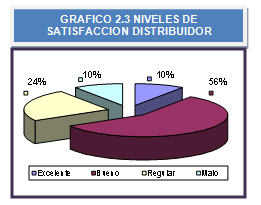 GRAFICO 2.3 NIVELES DE
SATISFACCION DISTRIBUIDOR
24%
10%
10%
56%
Excelente Bueno Regular Malo